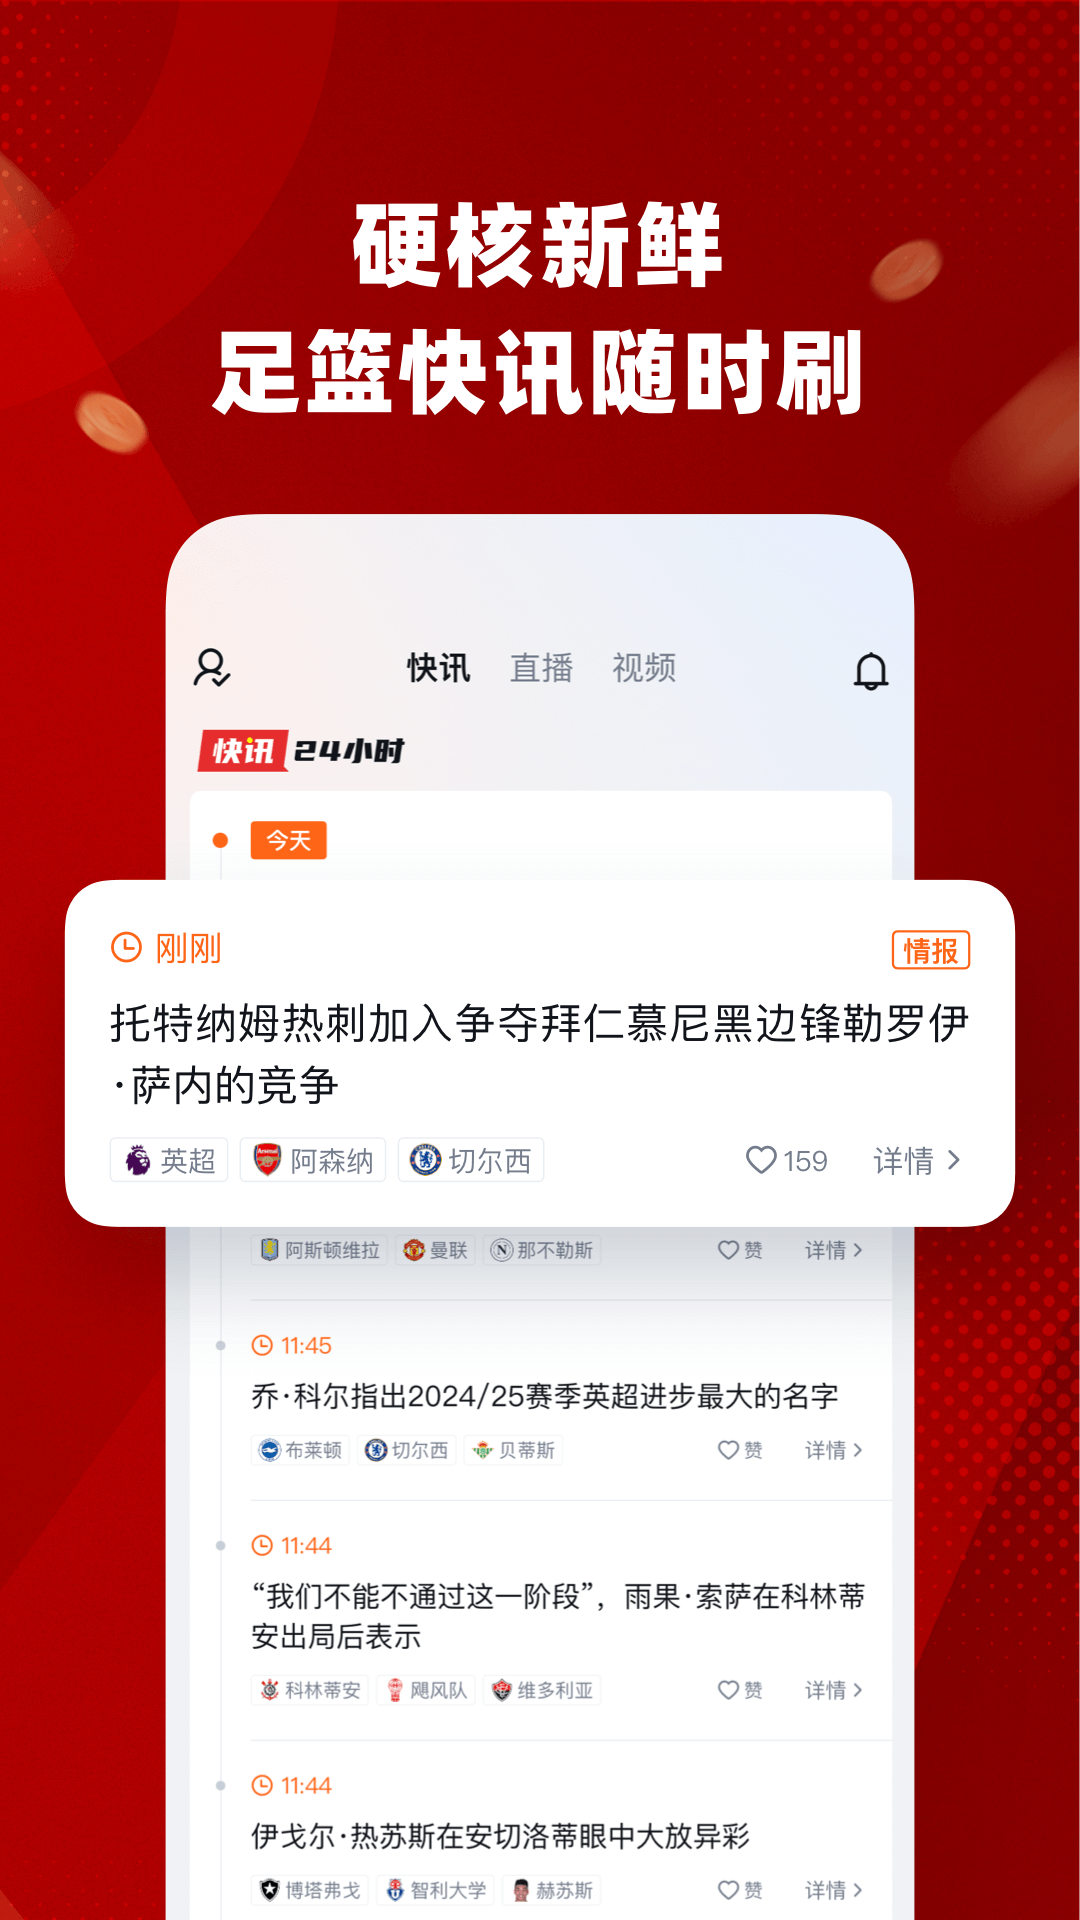 硬核新鲜
足篮快讯随时刷
快讯 直播 视频
快讯 24小时
今天
刚刚 情报
托特纳姆热刺加入争夺拜仁慕尼黑边锋勒罗伊
·萨内的竞争
英超 阿森纳 切尔西 159 详情
阿斯顿维拉 曼联 那不勒斯 赞 详情
11:45
乔·科尔指出2024/25赛季英超进步最大的名字
布莱顿 切尔西 贝蒂斯 赞 详情
11:44
“我们不能不通过这一阶段”，雨果·索萨在科林蒂
安出局后表示
科林蒂安 飓风队 维多利亚 赞 详情
11:44
伊戈尔·热苏斯在安切洛蒂眼中大放异彩
博塔弗戈 智利大学 赫苏斯 赞 详情